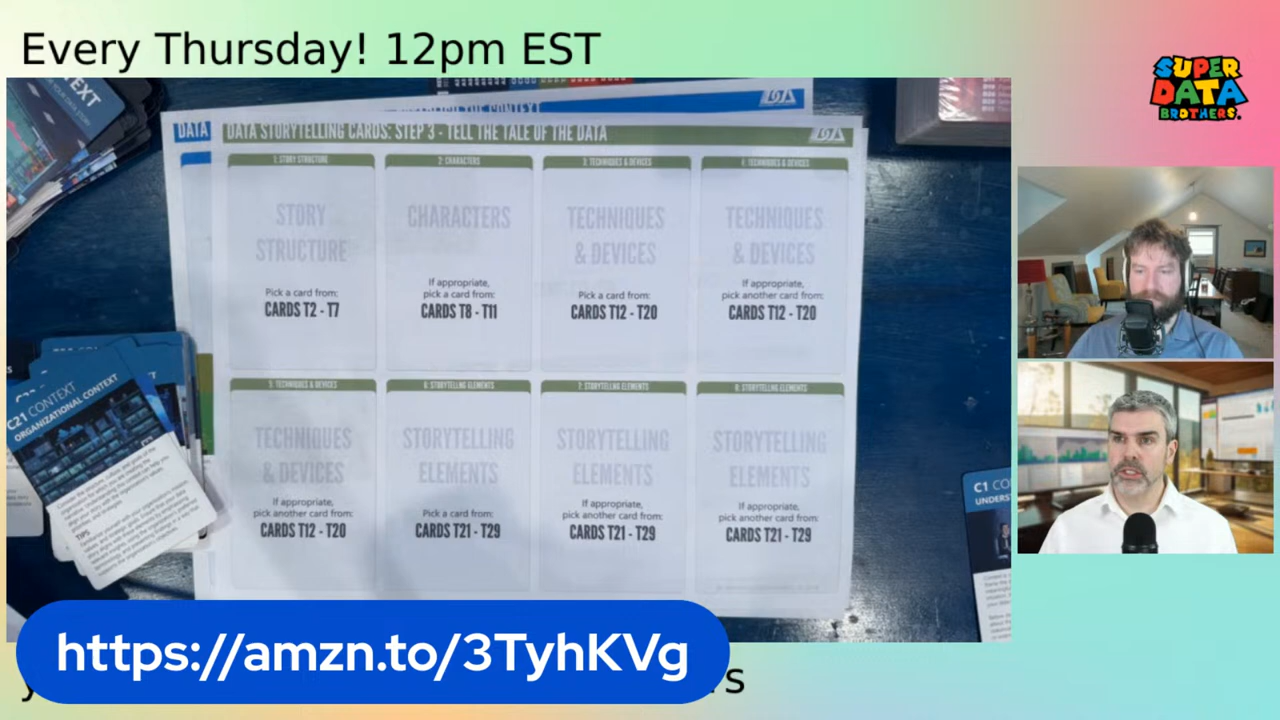 Every Thursday! 12pm EST
SUPER
DATA
BROTHERS.
DATA
DATA STORYTELLING CARDS: STEP 3 - TELL THE TALE OF THE DATA
1: STORY STRUCTURE
STORY
STRUCTURE
Pick a card from:
CARDS T2 - T7
2: CHARACTERS
CHARACTERS
If appropriate,
pick a card from:
CARDS T8 - T11
3: TECHNIQUES & DEVICES
TECHNIQUES
& DEVICES
Pick a card from:
CARDS T12 - T20
4: TECHNIQUES & DEVICES
TECHNIQUES
& DEVICES
If appropriate,
pick another card from:
CARDS T12 - T20
5: TECHNIQUES & DEVICES
TECHNIQUES
& DEVICES
If appropriate,
pick another card from:
CARDS T12 - T20
6: STORYTELLING ELEMENTS
STORYTELLING
ELEMENTS
Pick a card from:
CARDS T21 - T29
7: STORYTELLING ELEMENTS
STORYTELLING
ELEMENTS
If appropriate,
pick another card from:
CARDS T21 - T29
8: STORYTELLING ELEMENTS
STORYTELLING
ELEMENTS
If appropriate,
pick another card from:
CARDS T21 - T29
C21 CONTEXT
ORGANIZATIONAL CONTEXT
TIPS
C1 CO
UNDERS
https://amzn.to/3TyhKVg